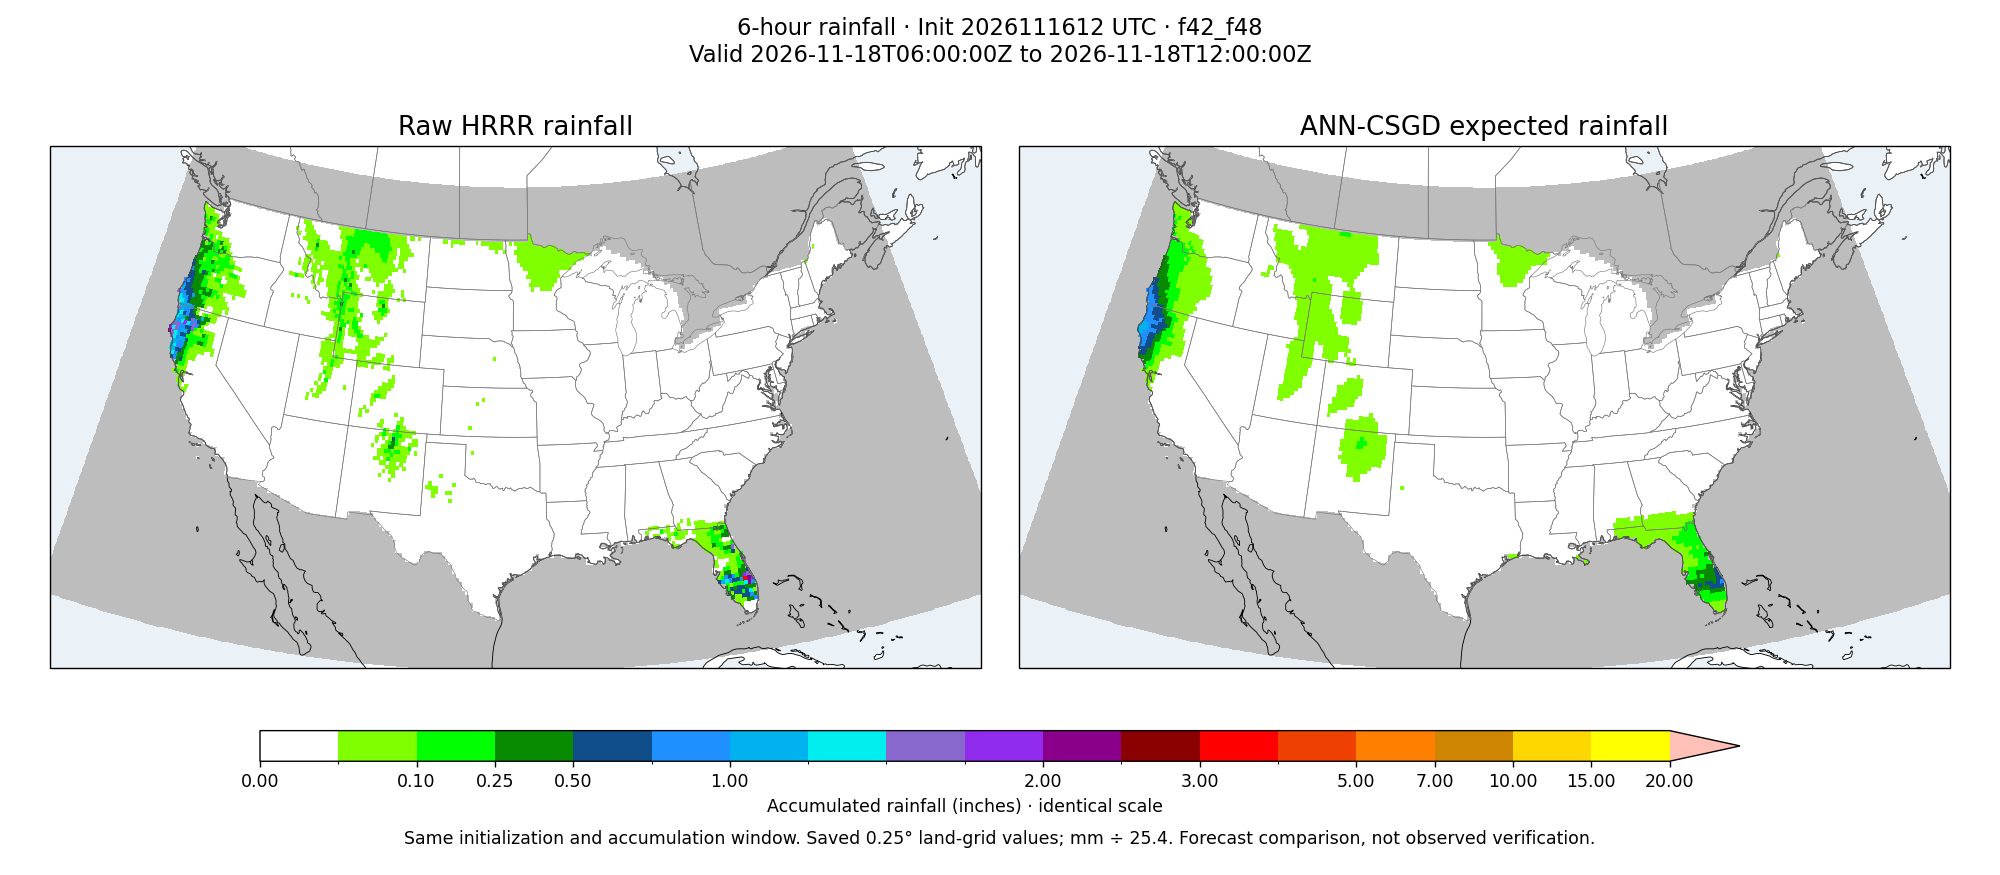 6-hour rainfall · Init 2026111612 UTC · f42_f48
Valid 2026-11-18T06:00:00Z to 2026-11-18T12:00:00Z
Raw HRRR rainfall
ANN-CSGD expected rainfall
0.00 0.10 0.25 0.50 1.00 2.00 3.00 5.00 7.00 10.00 15.00 20.00
Accumulated rainfall (inches) · identical scale
Same initialization and accumulation window. Saved 0.25° land-grid values; mm ÷ 25.4. Forecast comparison, not observed verification.